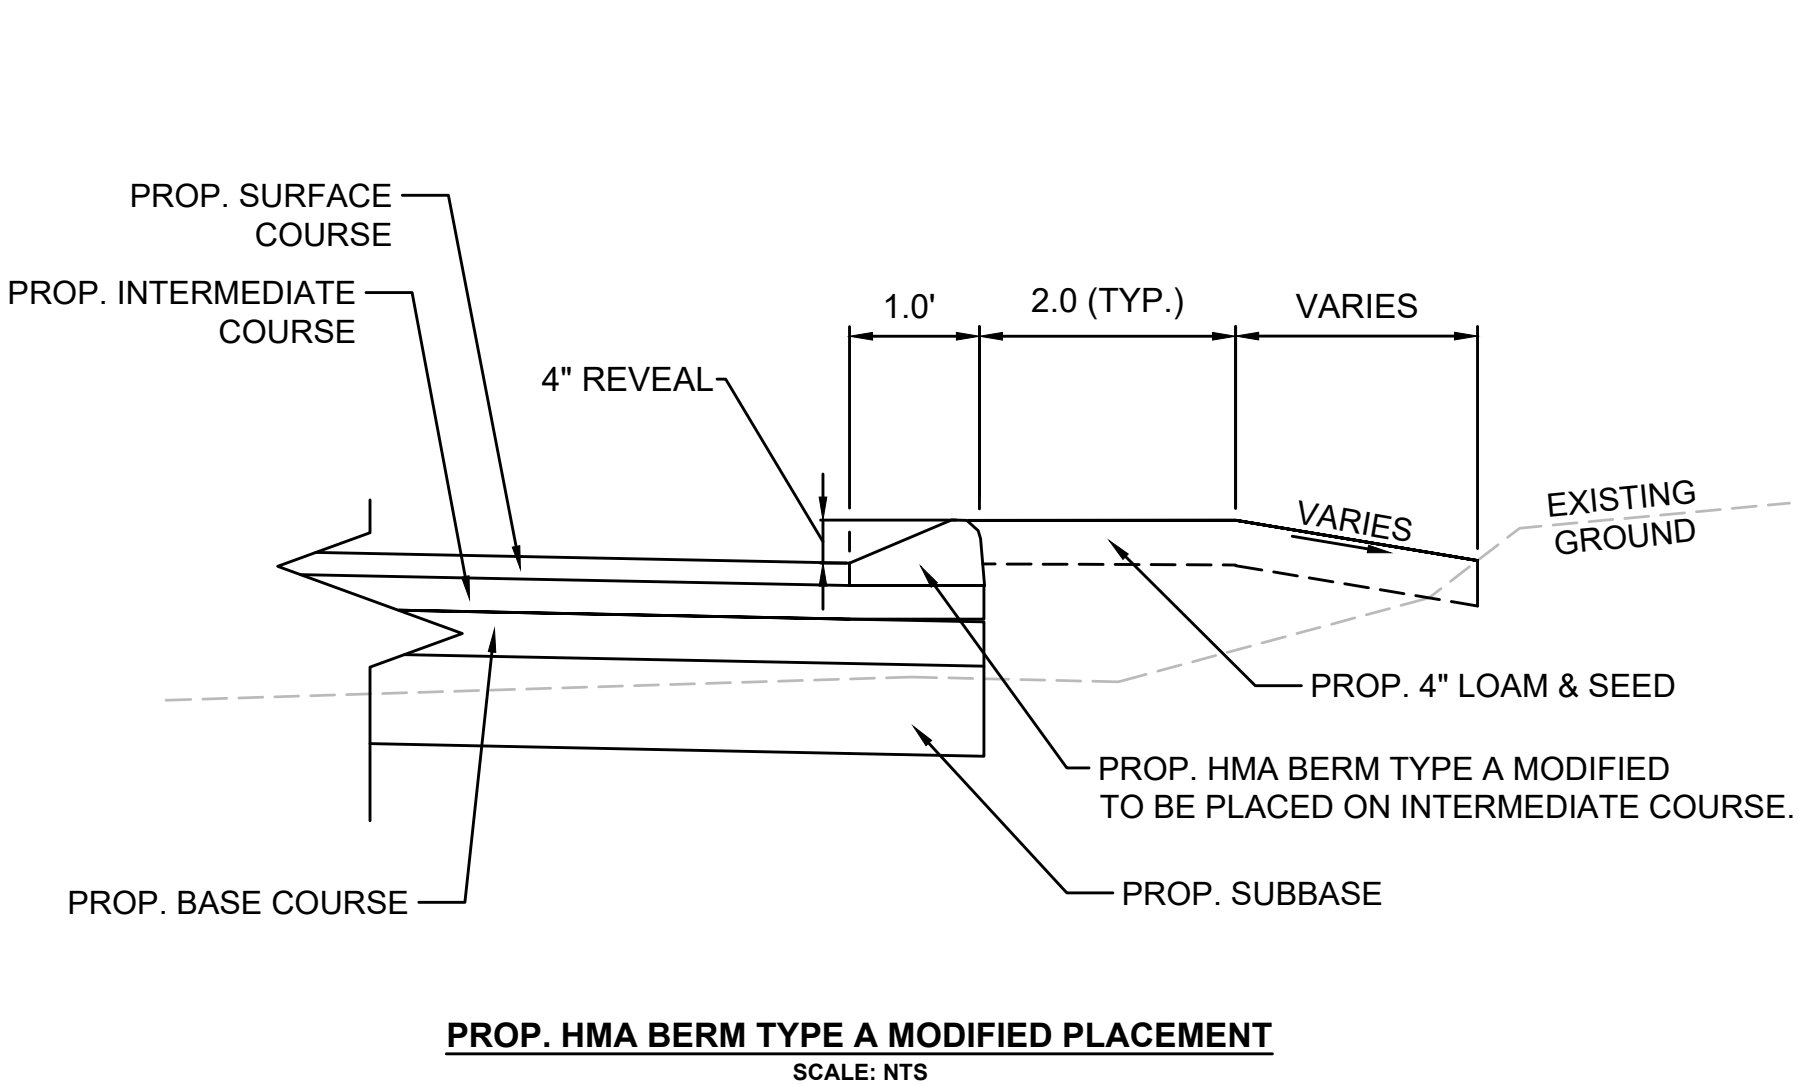 PROP. SURFACE
COURSE
PROP. INTERMEDIATE
COURSE
4" REVEAL
1.0'
2.0 (TYP.)
VARIES
VARIES
EXISTING
GROUND
PROP. 4" LOAM & SEED
PROP. HMA BERM TYPE A MODIFIED
TO BE PLACED ON INTERMEDIATE COURSE.
PROP. BASE COURSE
PROP. SUBBASE
PROP. HMA BERM TYPE A MODIFIED PLACEMENT
SCALE: NTS